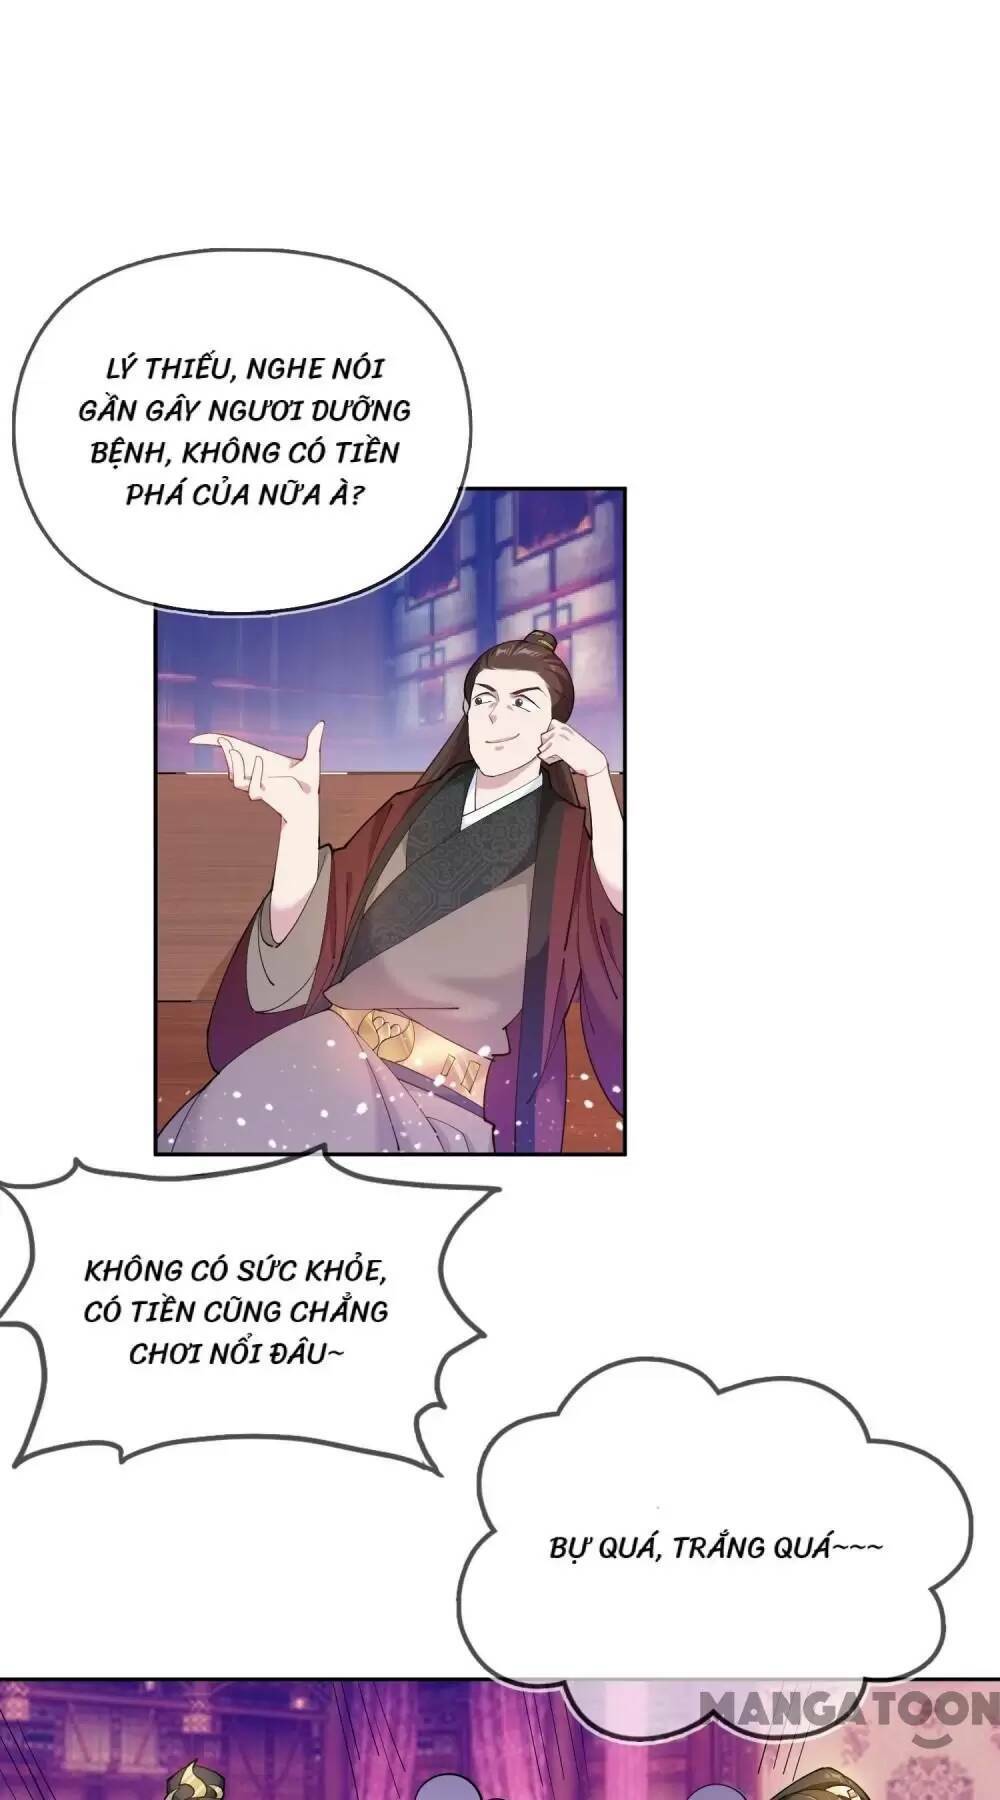 LÝ THIẾU, NGHE NÓI
GẦN GÂY NGƯƠI DƯỠNG
BỆNH, KHÔNG CÓ TIỀN
PHÁ CỦA NỮA À?
KHÔNG CÓ SỨC KHỎE,
CÓ TIỀN CŨNG CHẲNG
CHƠI NỔI ĐÂU~
BỰ QUÁ, TRẮNG QUÁ~~~
MANGATOON